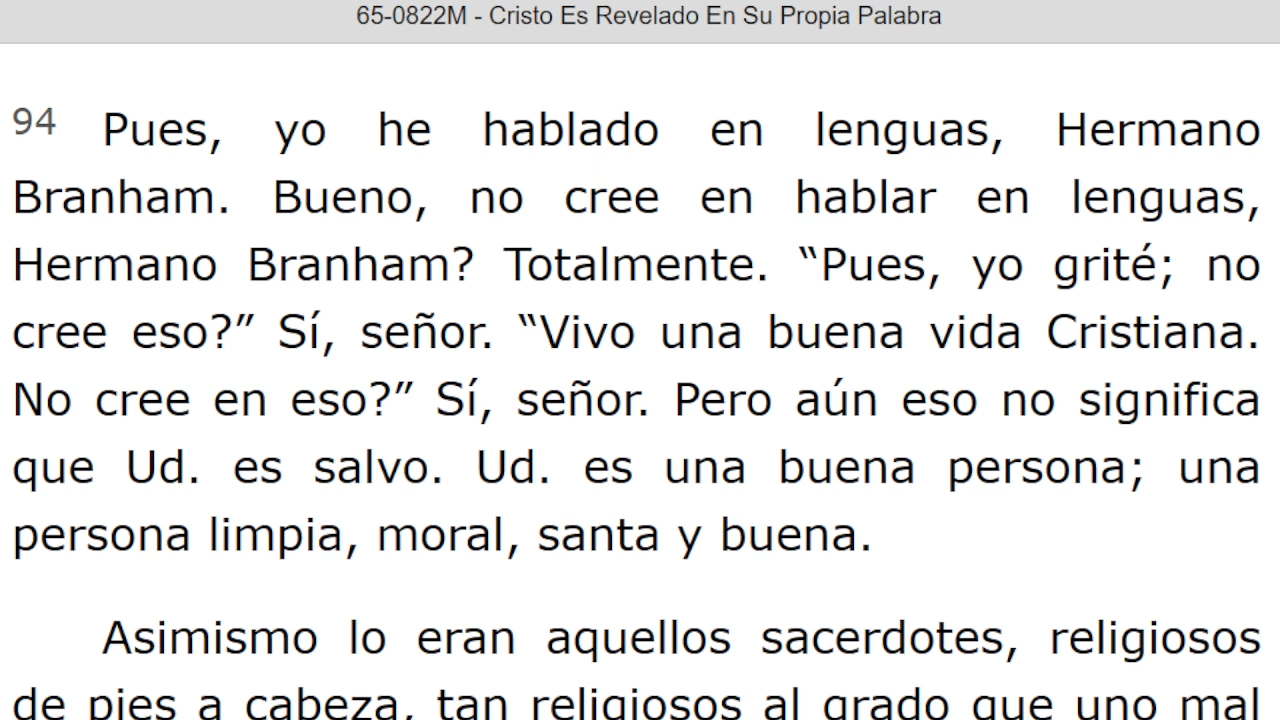 65-0822M - Cristo Es Revelado En Su Propia Palabra
94 Pues, yo he hablado en lenguas, Hermano
Branham. Bueno, no cree en hablar en lenguas,
Hermano Branham? Totalmente. “Pues, yo grité; no
cree eso?” Sí, señor. “Vivo una buena vida Cristiana.
No cree en eso?” Sí, señor. Pero aún eso no significa
que Ud. es salvo. Ud. es una buena persona; una
persona limpia, moral, santa y buena.
Asimismo lo eran aquellos sacerdotes, religiosos
de pies a cabeza, tan religiosos al grado que uno mal